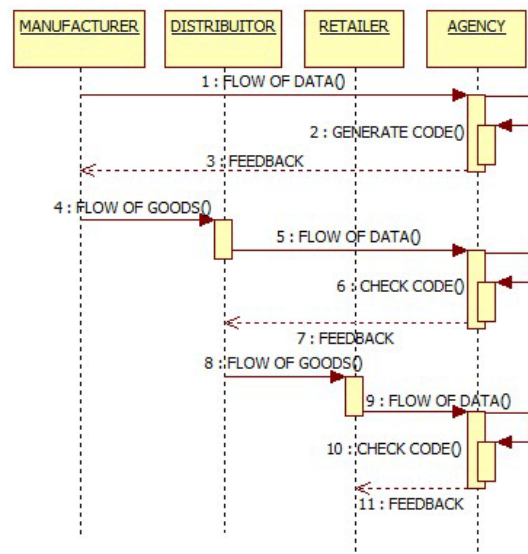 MANUFACTURER
DISTRIBUITOR
RETAILER
AGENCY
1 : FLOW OF DATA()
2 : GENERATE CODE()
3 : FEEDBACK
4 : FLOW OF GOODS()
5 : FLOW OF DATA()
6 : CHECK CODE()
7 : FEEDBACK
8 : FLOW OF GOODS()
9 : FLOW OF DATA()
10 : CHECK CODE()
11 : FEEDBACK